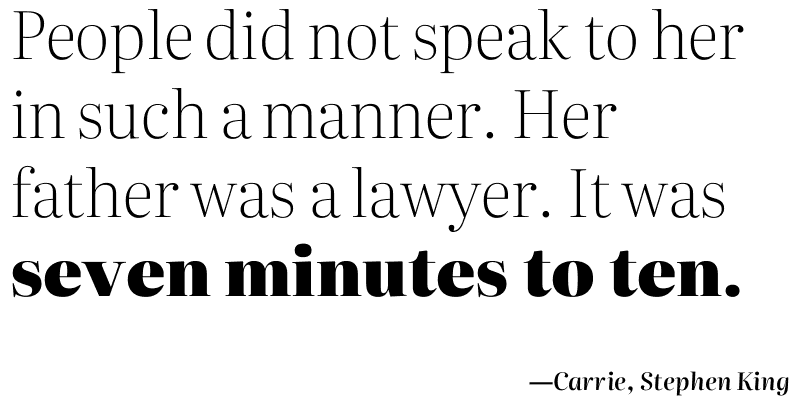 People did not speak to her
in such a manner. Her
father was a lawyer. It was
seven minutes to ten.
—Carrie, Stephen King